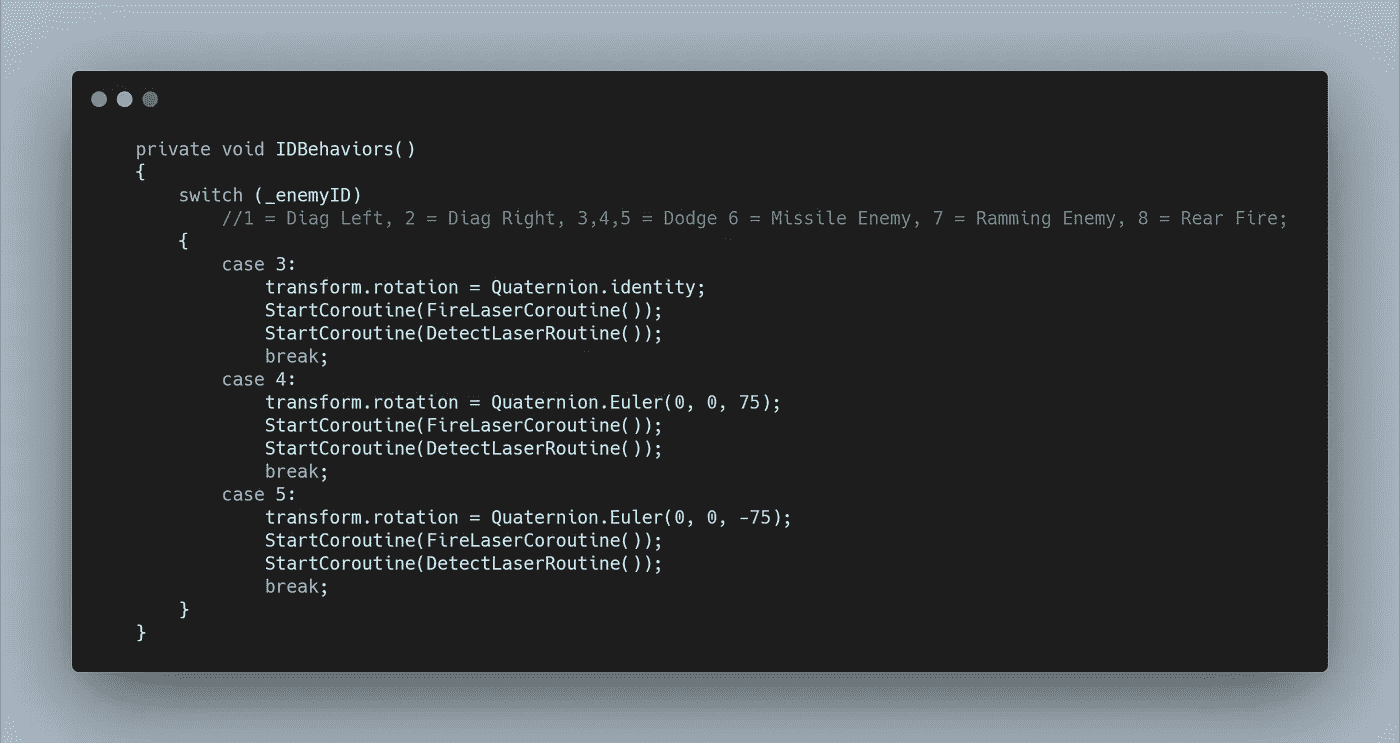 private void IDBehaviors()
{
    switch (_enemyID)
        //1 = Diag Left, 2 = Diag Right, 3,4,5 = Dodge 6 = Missile Enemy, 7 = Ramming Enemy, 8 = Rear Fire;
    {
        case 3:
            transform.rotation = Quaternion.identity;
            StartCoroutine(FireLaserCoroutine());
            StartCoroutine(DetectLaserRoutine());
            break;
        case 4:
            transform.rotation = Quaternion.Euler(0, 0, 75);
            StartCoroutine(FireLaserCoroutine());
            StartCoroutine(DetectLaserRoutine());
            break;
        case 5:
            transform.rotation = Quaternion.Euler(0, 0, -75);
            StartCoroutine(FireLaserCoroutine());
            StartCoroutine(DetectLaserRoutine());
            break;
    }
}